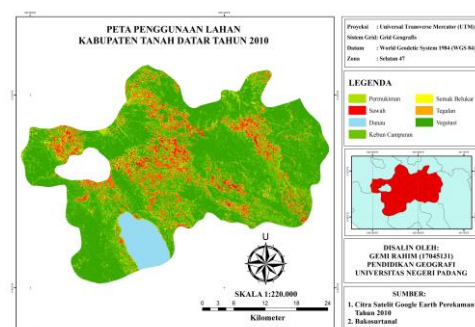 PETA PENGGUNAAN LAHAN
KABUPATEN TANAH DATAR TAHUN 2010
U
SKALA 1:220.000
0 3 6 12 18 24
Kilometer
Proyeksi : Universal Transverse Mercator (UTM)
Sistem Grid: Grid Geografis
Datum : World Geodetic System 1984 (WGS-84)
Zona : Selatan 47
LEGENDA
Permukiman
Sawah
Danau
Kebun Campuran
Semak Belukar
Tegalan
Vegetasi
DISALIN OLEH:
GEMI RAHIM (17045131)
PENDIDIKAN GEOGRAFI
UNIVERSITAS NEGERI PADANG
SUMBER:
1. Citra Satelit Google Earth Perekaman
Tahun 2010
2. Bakosurtanal